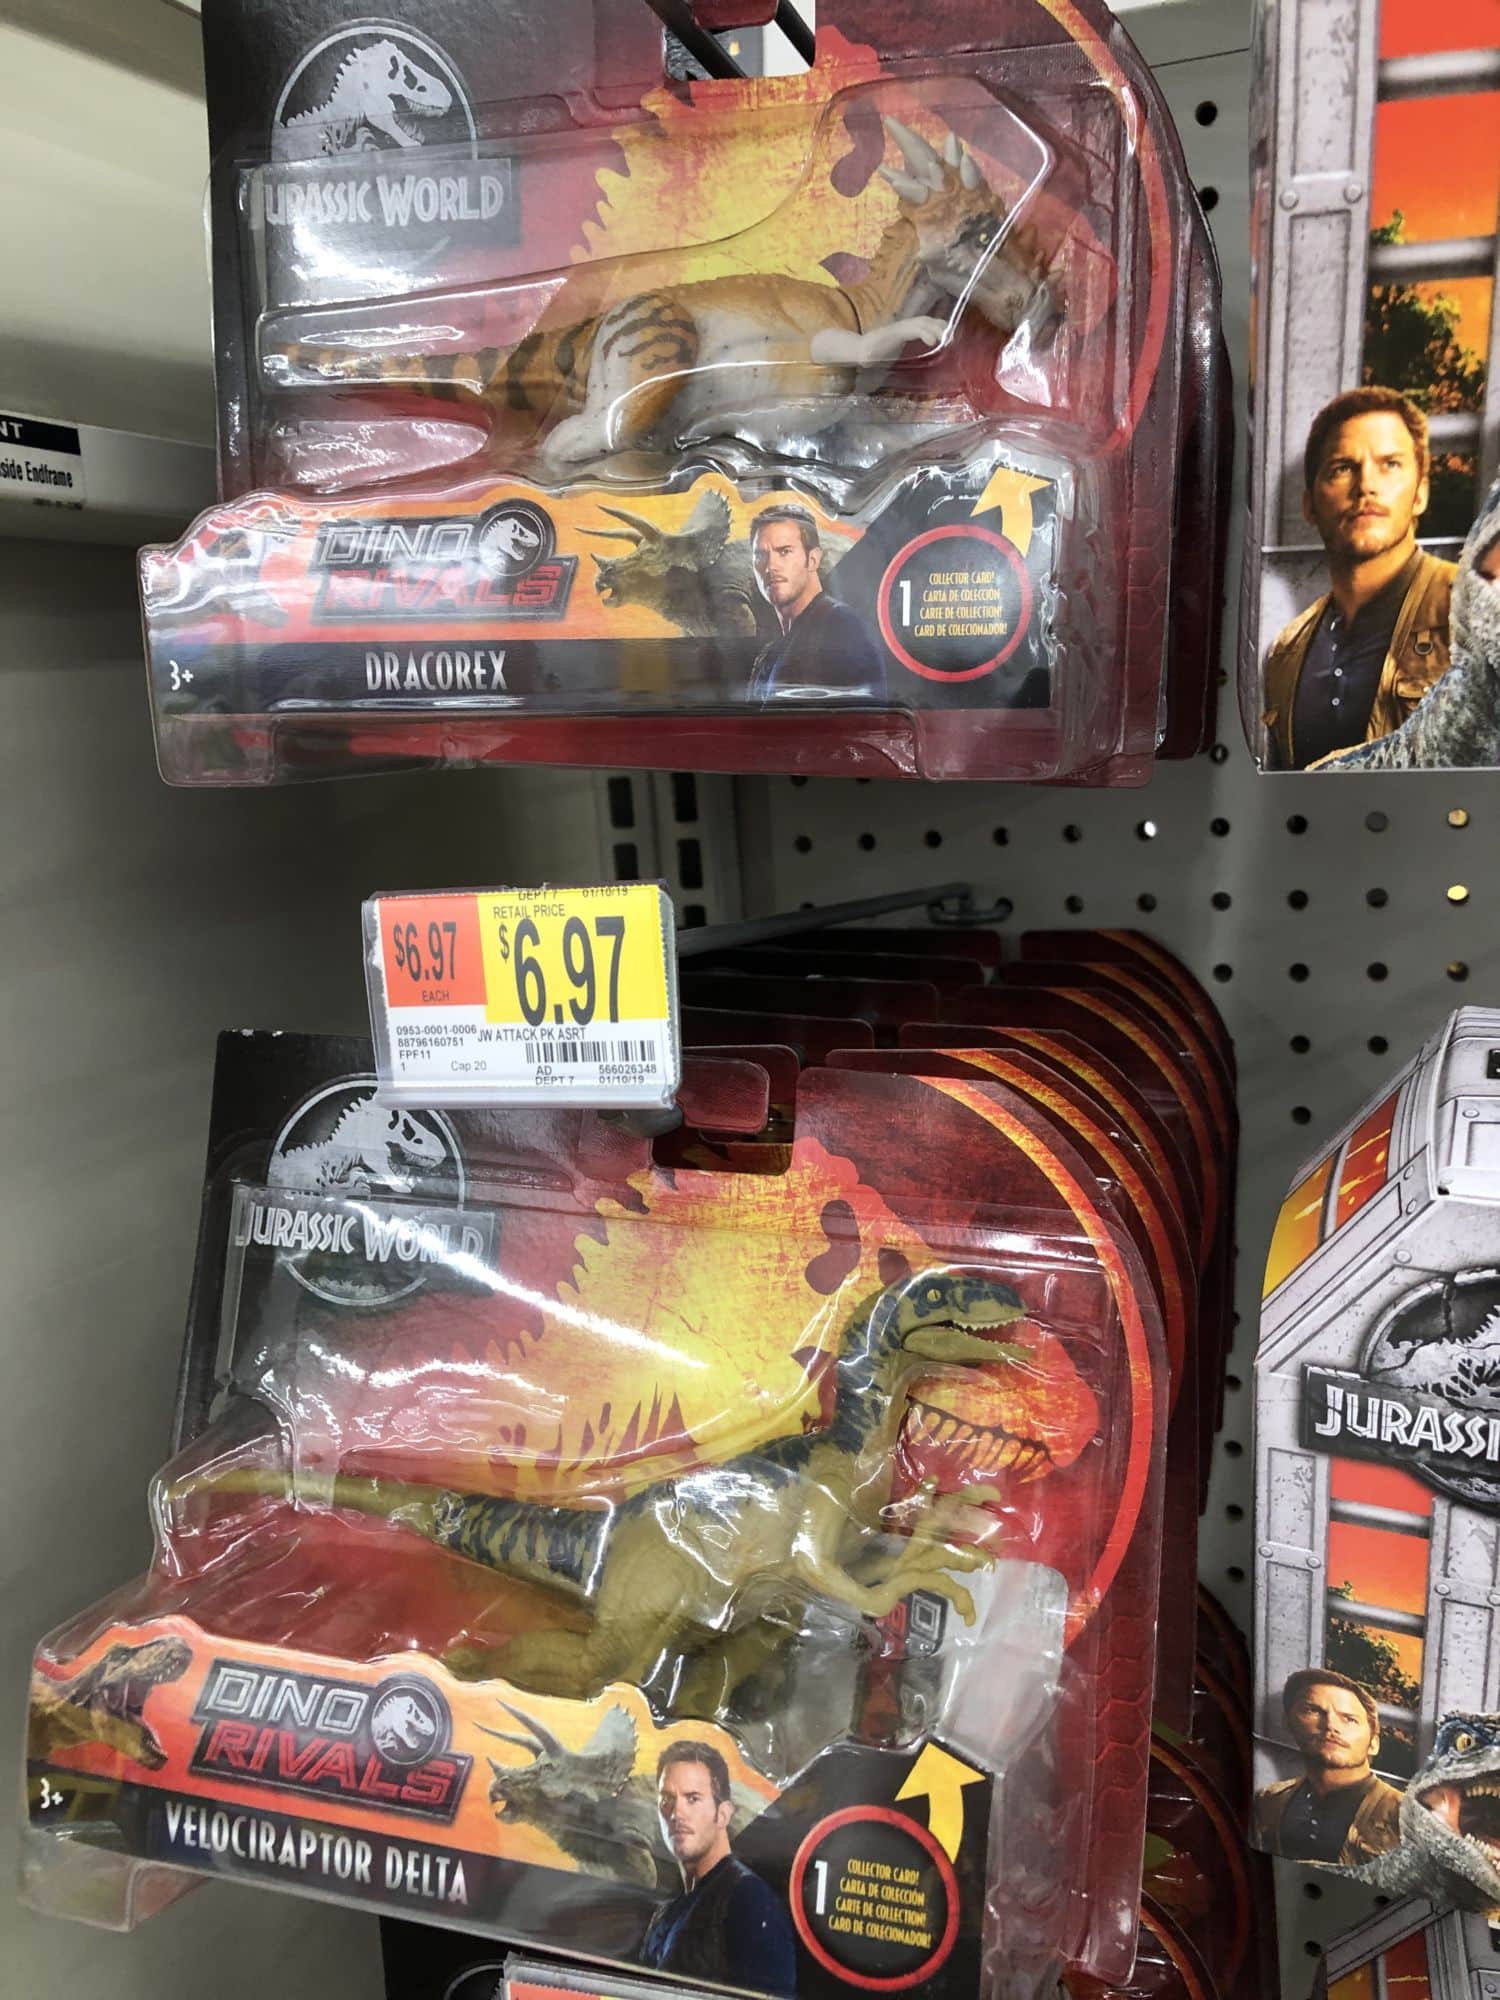 JURASSIC WORLD
NT
side Endframe
DINO
RIVALS
3+
DRACOREX
1
COLLECTOR CARD!
CARTA DE COLECCIÓN
CARTE DE COLLECTION!
CARD DE COLECIONADOR!
DEPT 7 01/10/19
RETAIL PRICE
$6.97
EACH
$6.97
0953-0001-0006
JW ATTACK PK ASRT
88796160751
FPF11
1 Cap 20
AD 566026348
DEPT 7 01/10/19
JURASSIC WORLD
JURASSI
DINO
RIVALS
3+
VELOCIRAPTOR DELTA
1
COLLECTOR CARD!
CARTA DE COLECCIÓN
CARTE DE COLLECTION!
CARD DE COLECIONADOR!